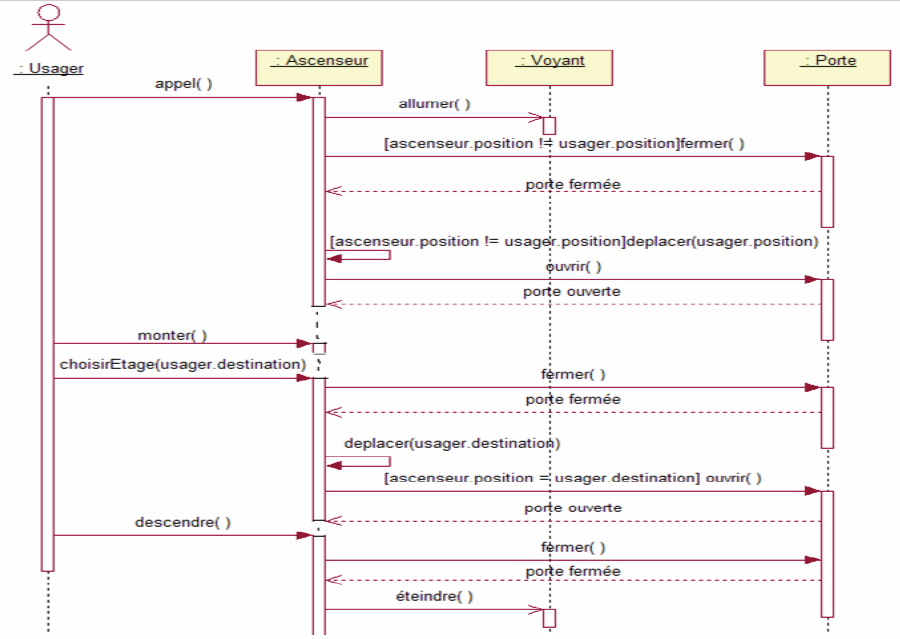 : Usager
: Ascenseur
: Voyant
: Porte
appel( )
allumer( )
[ascenseur.position != usager.position]fermer( )
porte fermée
[ascenseur.position != usager.position]deplacer(usager.position)
ouvrir( )
porte ouverte
monter( )
choisirEtage(usager.destination)
fermer( )
porte fermée
deplacer(usager.destination)
[ascenseur.position = usager.destination] ouvrir( )
porte ouverte
descendre( )
fermer( )
porte fermée
éteindre( )